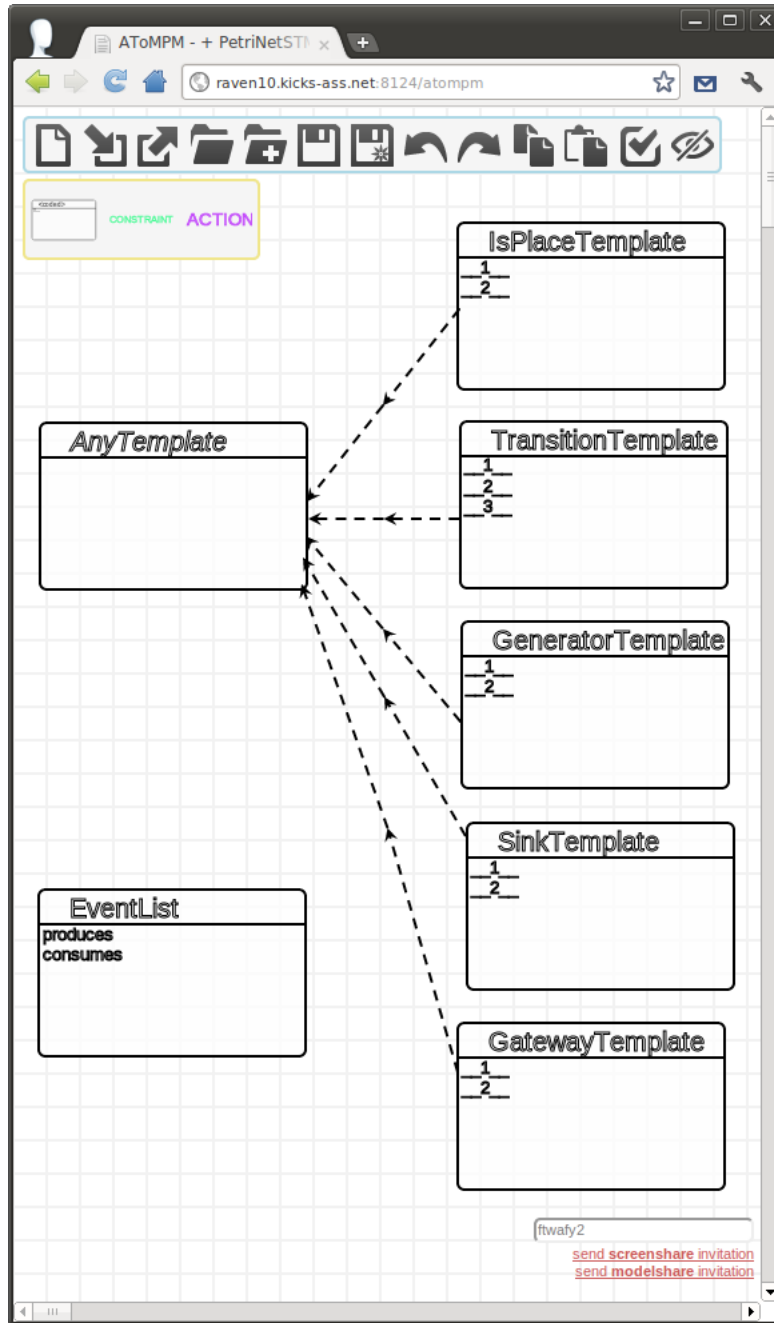 AToMPM - + PetriNetSTN
raven10.kicks-ass.net:8124/atompm
CONSTRAINT ACTION
IsPlaceTemplate
__1__
__2__
AnyTemplate
TransitionTemplate
__1__
__2__
__3__
GeneratorTemplate
__1__
__2__
SinkTemplate
__1__
__2__
EventList
produces
consumes
GatewayTemplate
__1__
__2__
ftwafy2
send screenshare invitation
send modelshare invitation